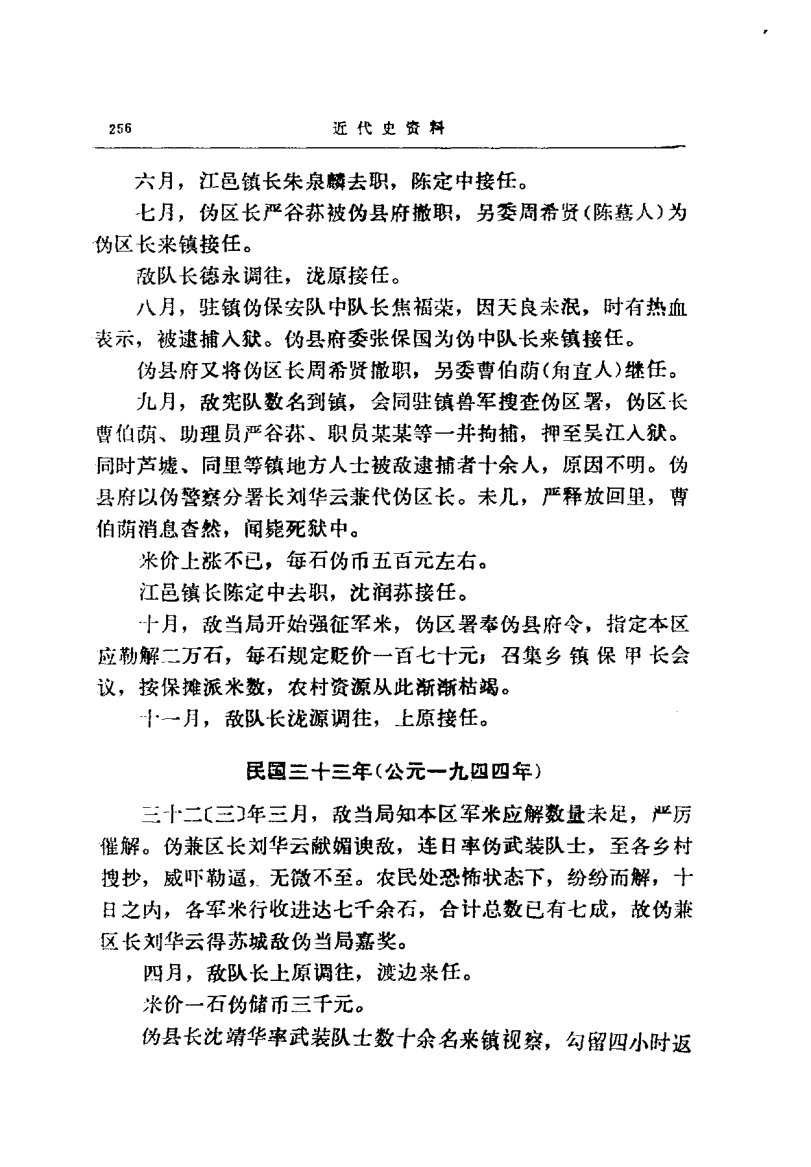 256
近代史资料
六月，江邑镇长朱泉麟去职，陈定中接任。
七月，伪区长严谷荪被伪县府撤职，另委周希贤（陈墓人）为
伪区长来镇接任。
敌队长德永调往，泷原接任。
八月，驻镇伪保安队中队长焦福荣，因天良未泯，时有热血
表示，被逮捕入狱。伪县府委张保国为伪中队长来镇接任。
伪县府又将伪区长周希贤撤职，另委曹伯荫（甪直人）继任。
九月，敌宪队数名到镇，会同驻镇兽军搜查伪区署，伪区长
曹伯荫、助理员严谷荪、职员某某等一并拘捕，押至吴江入狱。
同时芦墟、同里等镇地方人士被敌逮捕者十余人，原因不明。伪
县府以伪警察分署长刘华云兼代伪区长。未几，严释放回里，曹
伯荫消息杳然，闻毙死狱中。
米价上涨不已，每石伪币五百元左右。
江邑镇长陈定中去职，沈润荪接任。
十月，敌当局开始强征军米，伪区署奉伪县府令，指定本区
应勒解二万石，每石规定贬价一百七十元；召集乡镇保甲长会
议，按保摊派米数，农村资源从此渐渐枯竭。
十一月，敌队长泷源调往，上原接任。
民国三十三年（公元一九四四年）
三十二〔三〕年三月，敌当局知本区军米应解数量未足，严厉
催解。伪兼区长刘华云献媚谀敌，连日率伪武装队士，至各乡村
搜抄，威吓勒逼，无微不至。农民处恐怖状态下，纷纷而解，十
日之内，各军米行收进达七千余石，合计总数已有七成，故伪兼
区长刘华云得苏城敌伪当局嘉奖。
四月，敌队长上原调往，渡边来任。
米价一石伪储币三千元。
伪县长沈靖华率武装队士数十余名来镇视察，勾留四小时返